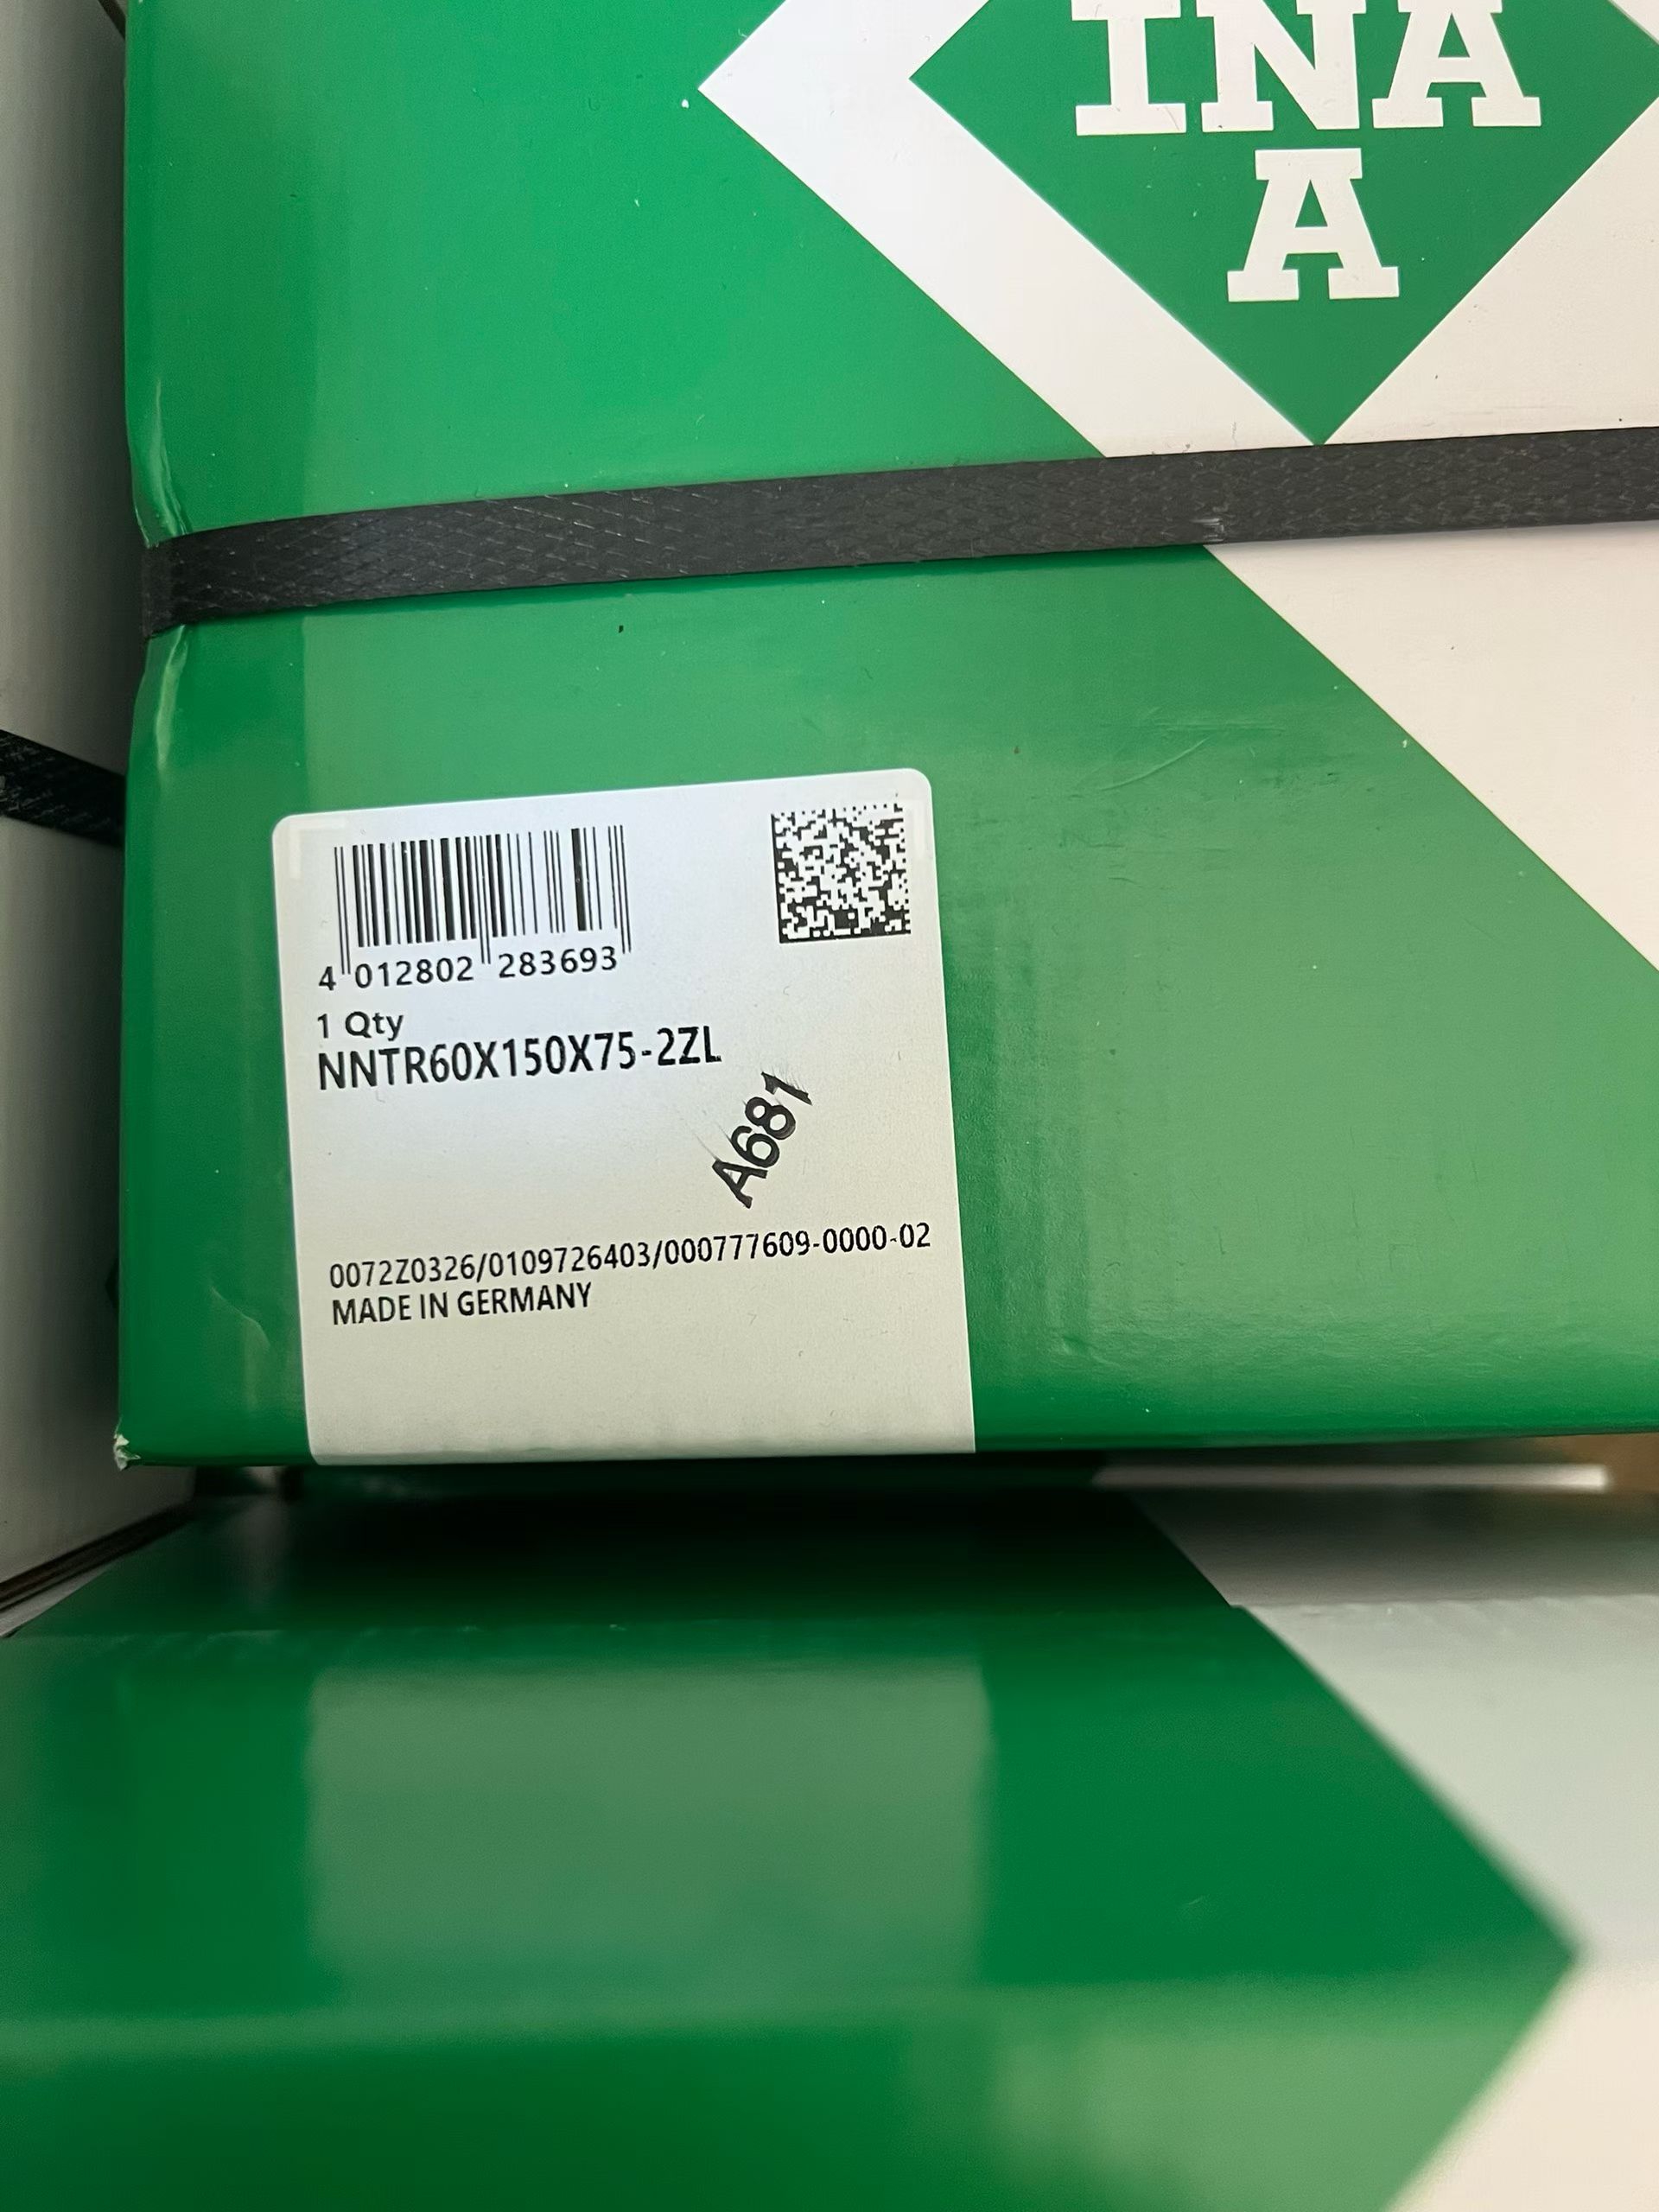 INA
A
4 012802 283693
1 Qty
NNTR60X150X75-2ZL
A681
0072Z0326/0109726403/000777609-0000-02
MADE IN GERMANY